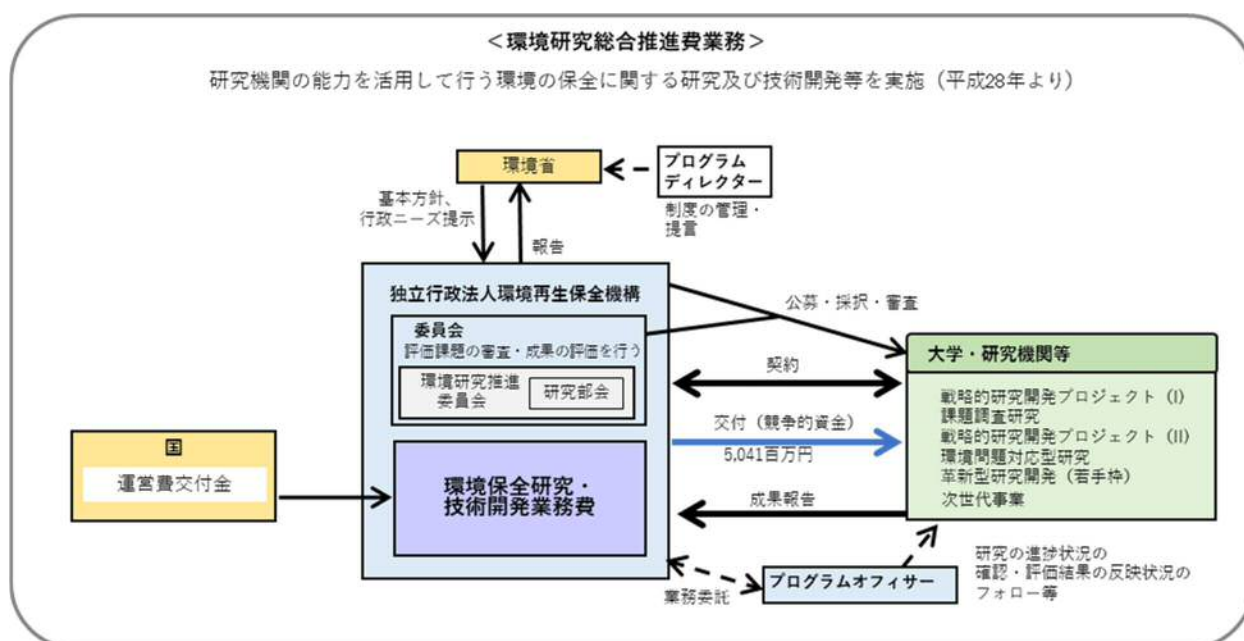 ＜環境研究総合推進費業務＞
研究機関の能力を活用して行う環境の保全に関する研究及び技術開発等を実施（平成28年より）
環境省
プログラム
ディレクター
制度の管理・
提言
基本方針、
行政ニーズ提示
報告
独立行政法人環境再生保全機構
委員会
評価課題の審査・成果の評価を行う
環境研究推進
委員会
研究部会
公募・採択・審査
大学・研究機関等
戦略的研究開発プロジェクト（I）
課題調査研究
戦略的研究開発プロジェクト（II）
環境問題対応型研究
革新型研究開発（若手枠）
次世代事業
契約
交付（競争的資金）
5,041百万円
成果報告
国
運営費交付金
環境保全研究・
技術開発業務費
業務委託
プログラムオフィサー
研究の進捗状況の
確認・評価結果の反映状況の
フォロー等